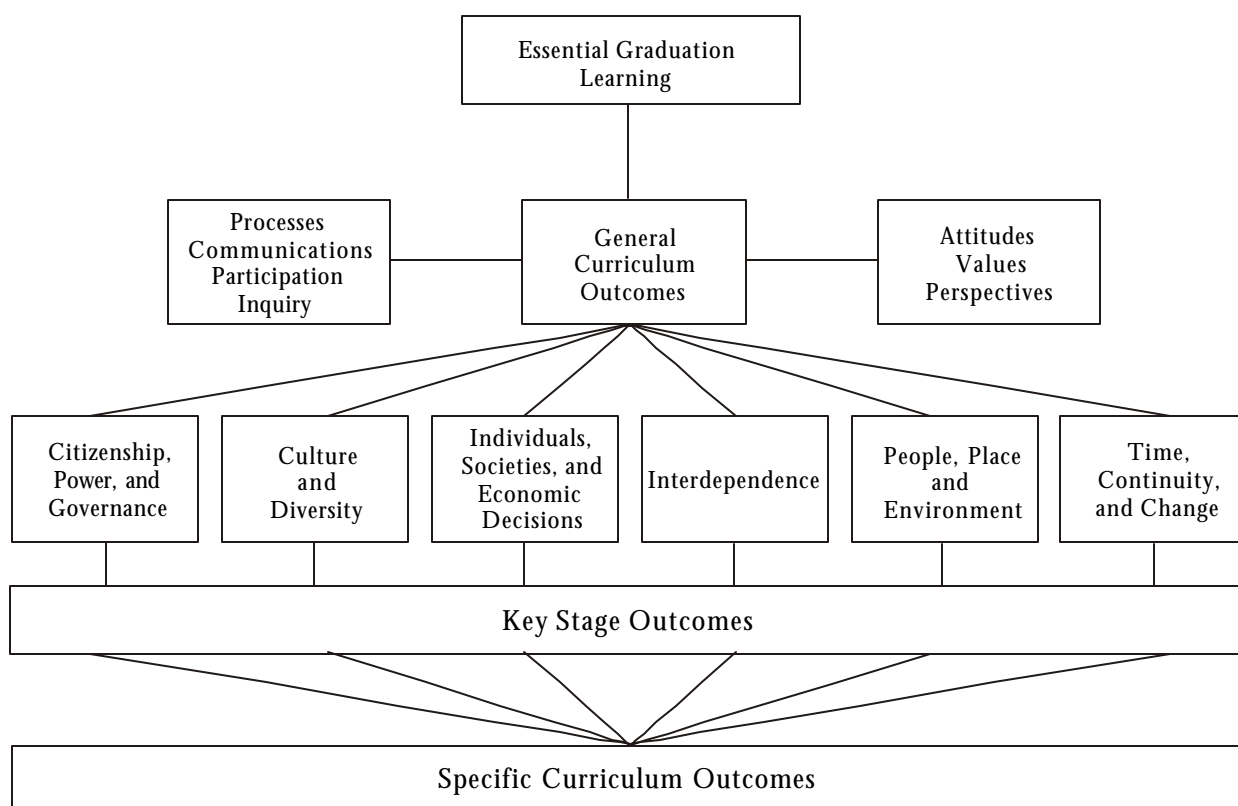 Essential Graduation
Learning
Processes
Communications
Participation
Inquiry
General
Curriculum
Outcomes
Attitudes
Values
Perspectives
Citizenship,
Power, and
Governance
Culture
and
Diversity
Individuals,
Societies, and
Economic
Decisions
Interdependence
People, Place
and
Environment
Time,
Continuity,
and Change
Key Stage Outcomes
Specific Curriculum Outcomes